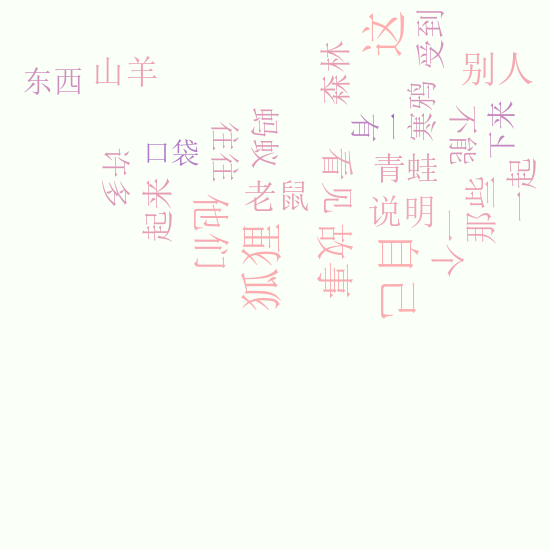 这
受到
别人
森林
山羊
东西
寒鸦
一有
不能
下来
蚂蚁
往往
口袋
许多
看见
青蛙
一起
起来
老鼠
他们
说明
那些
狐狸
故事
自己
一个